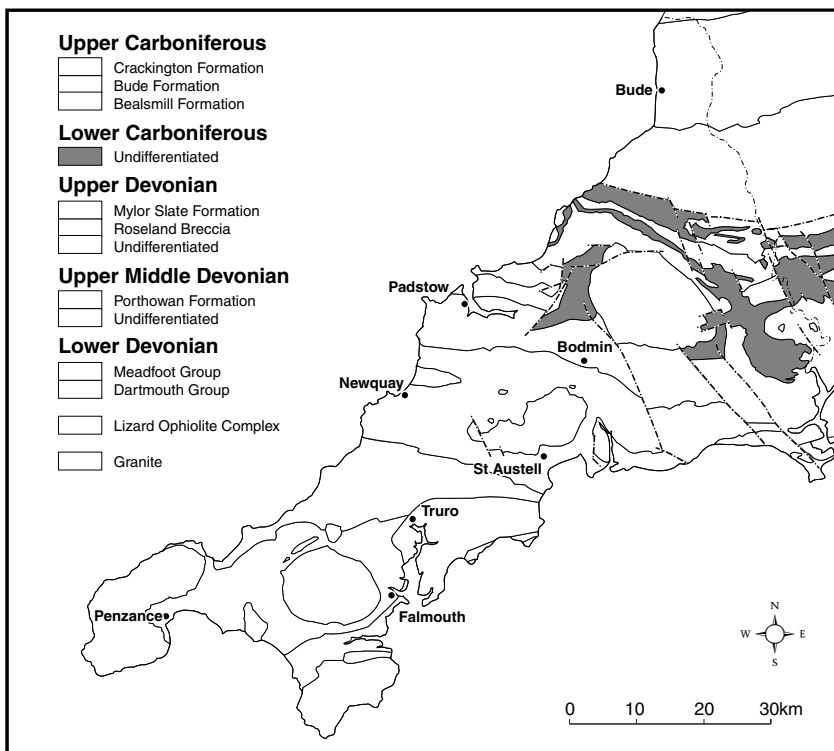 Upper Carboniferous
Crackington Formation
Bude Formation
Bealsmill Formation
Lower Carboniferous
Undifferentiated
Upper Devonian
Mylor Slate Formation
Roseland Breccia
Undifferentiated
Upper Middle Devonian
Porthowan Formation
Undifferentiated
Lower Devonian
Meadfoot Group
Dartmouth Group
Lizard Ophiolite Complex
Granite
Bude
Padstow
Bodmin
Newquay
St Austell
Truro
Penzance
Falmouth
N
W E
S
0 10 20 30km